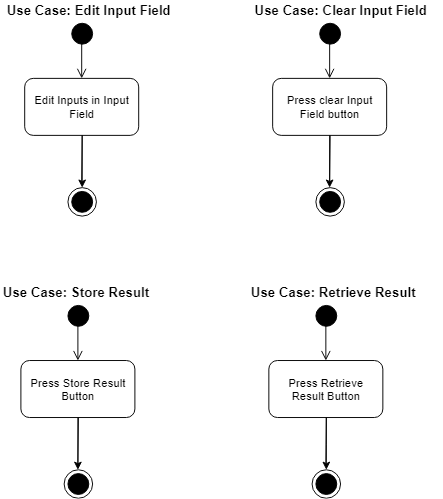 Use Case: Edit Input Field
Edit Inputs in Input
Field
Use Case: Clear Input Field
Press clear Input
Field button
Use Case: Store Result
Press Store Result
Button
Use Case: Retrieve Result
Press Retrieve
Result Button